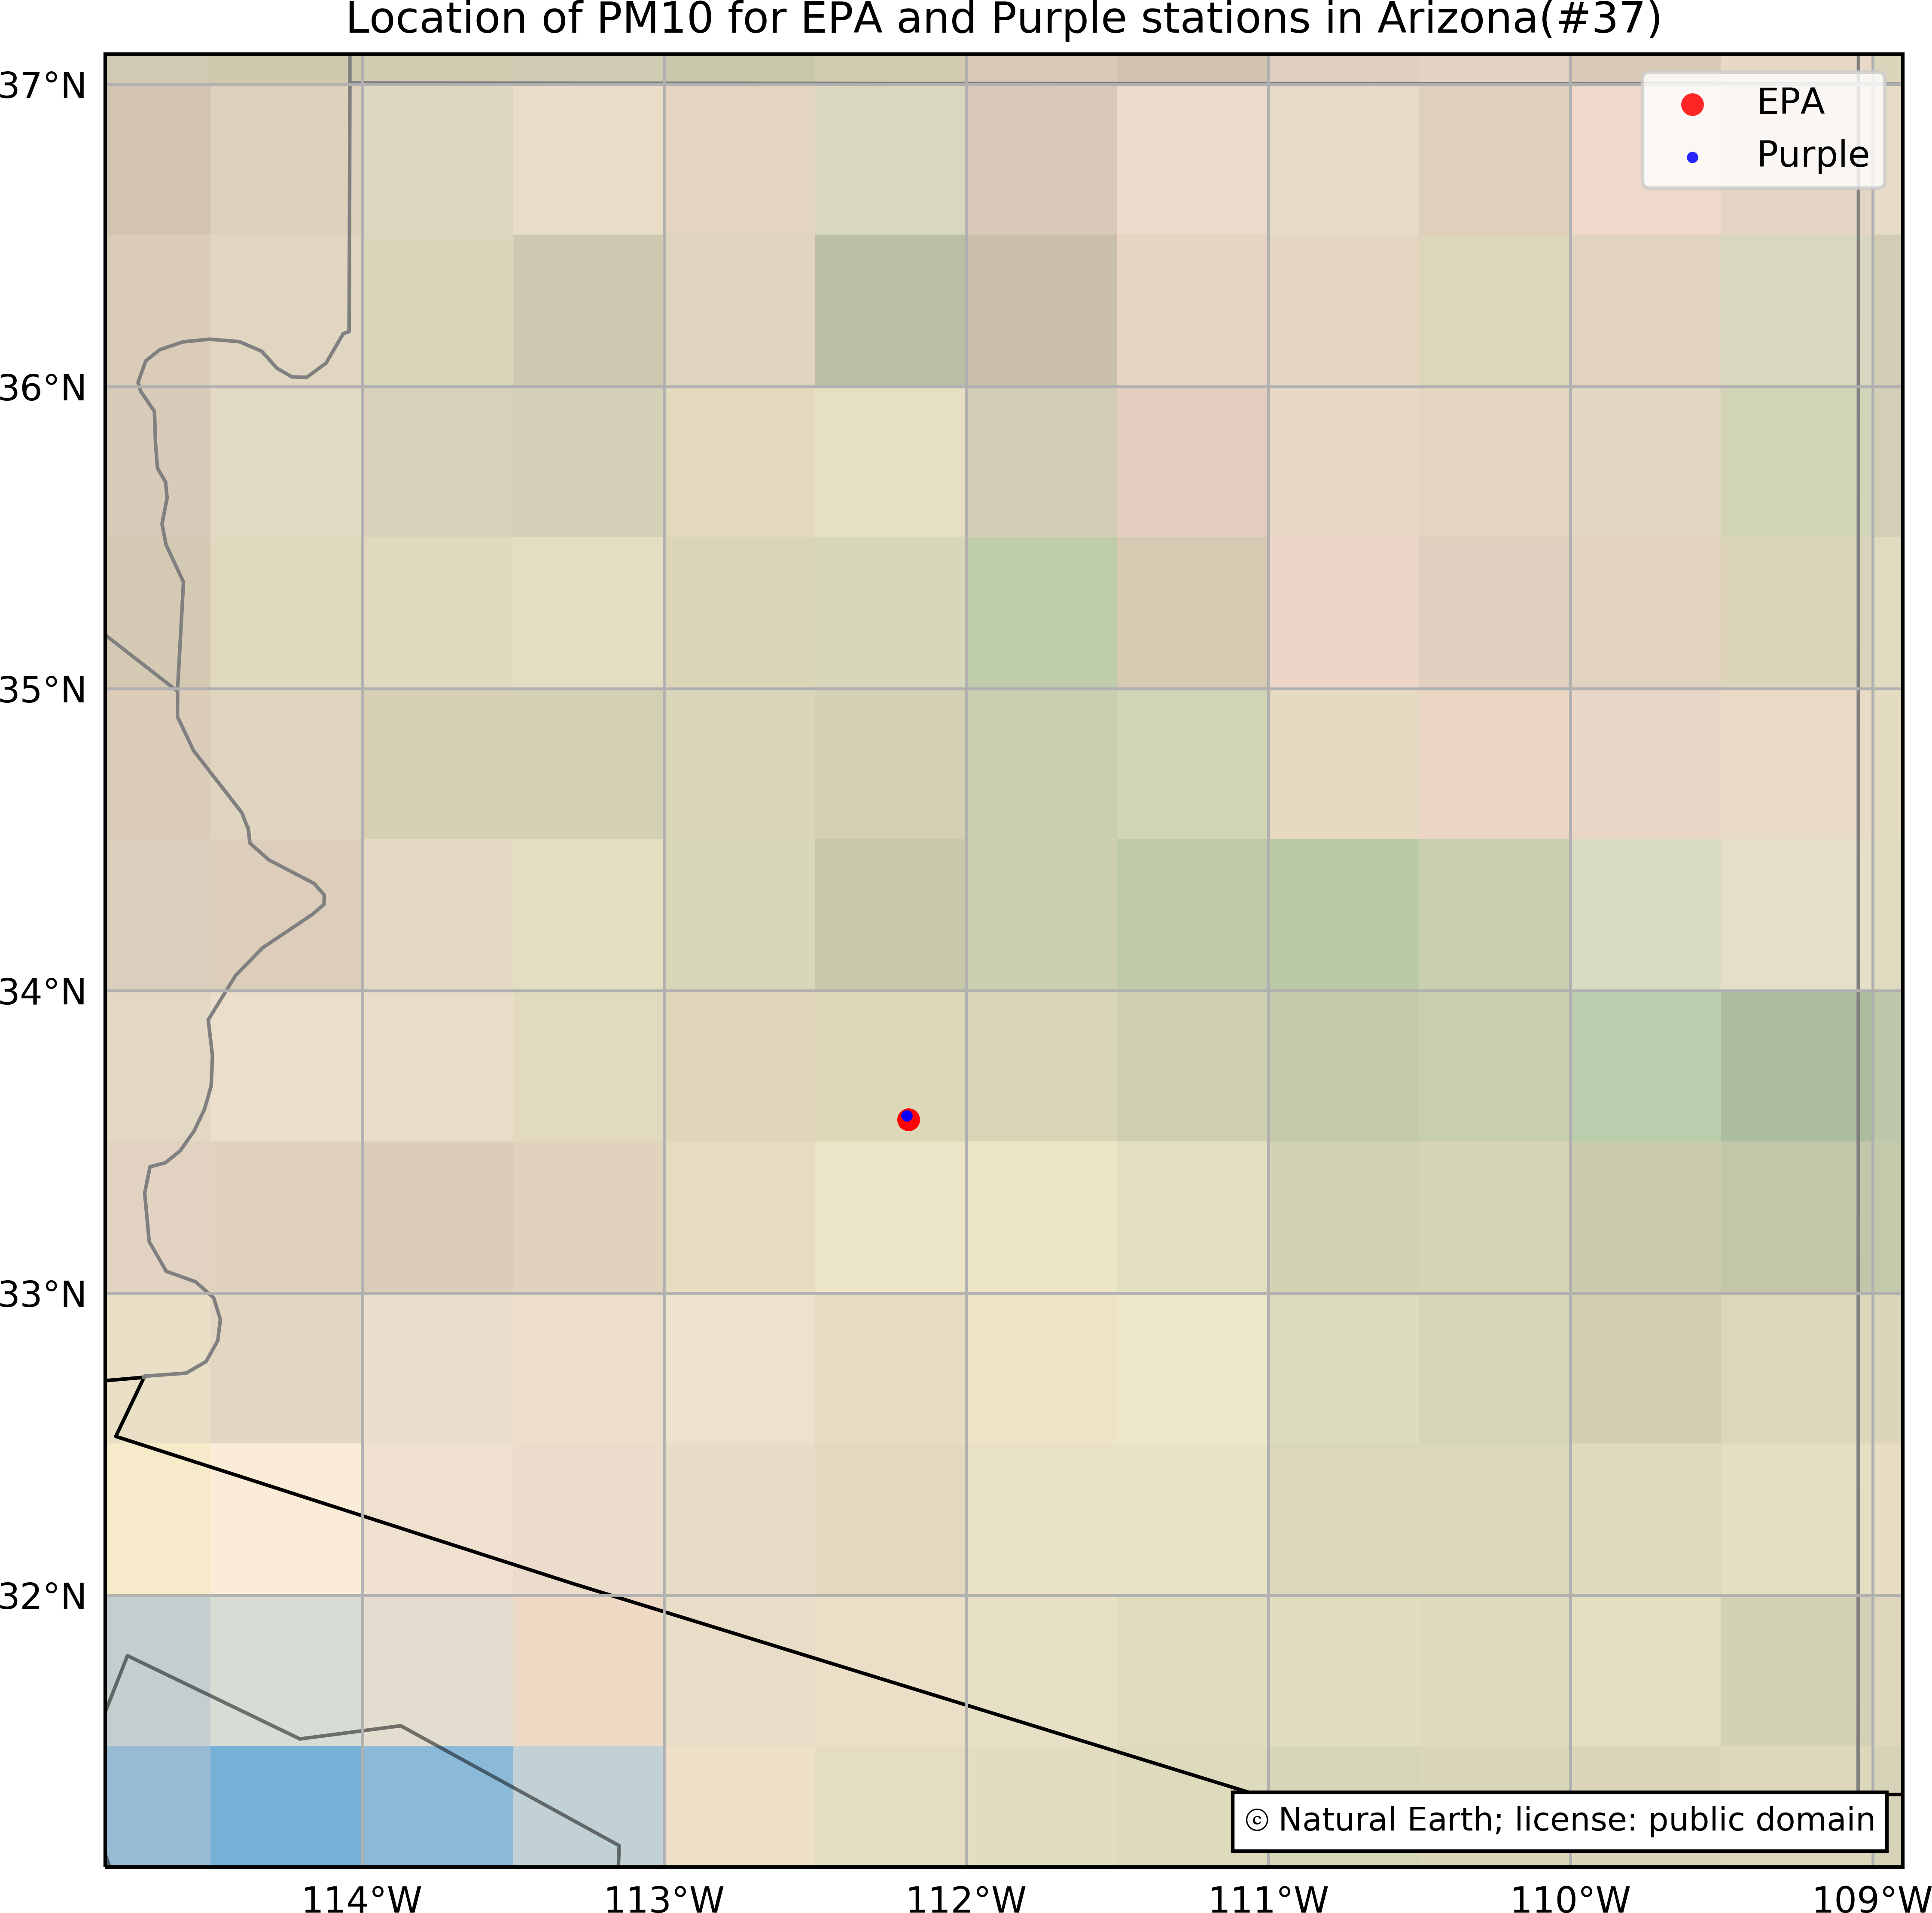 Location of PM10 for EPA and Purple stations in Arizona(#37)
EPA
Purple
37°N
36°N
35°N
34°N
33°N
32°N
© Natural Earth; license: public domain
114°W
113°W
112°W
111°W
110°W
109°W